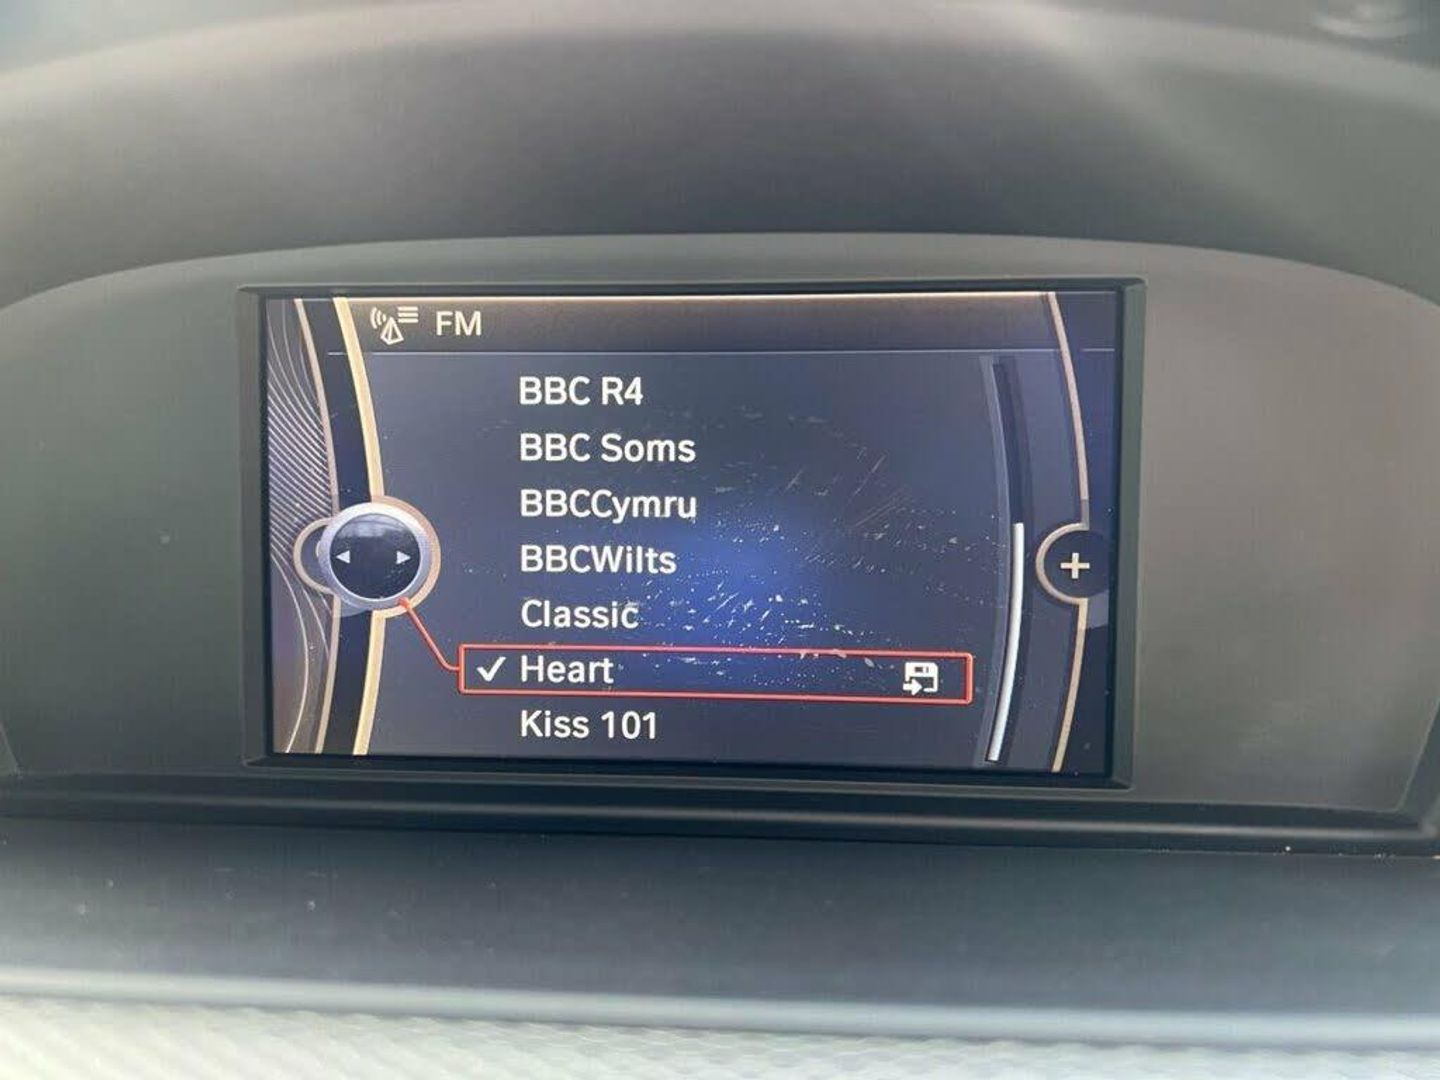 FM
BBC R4
BBC Soms
BBCCymru
BBCWilts
Classic
Heart
Kiss 101